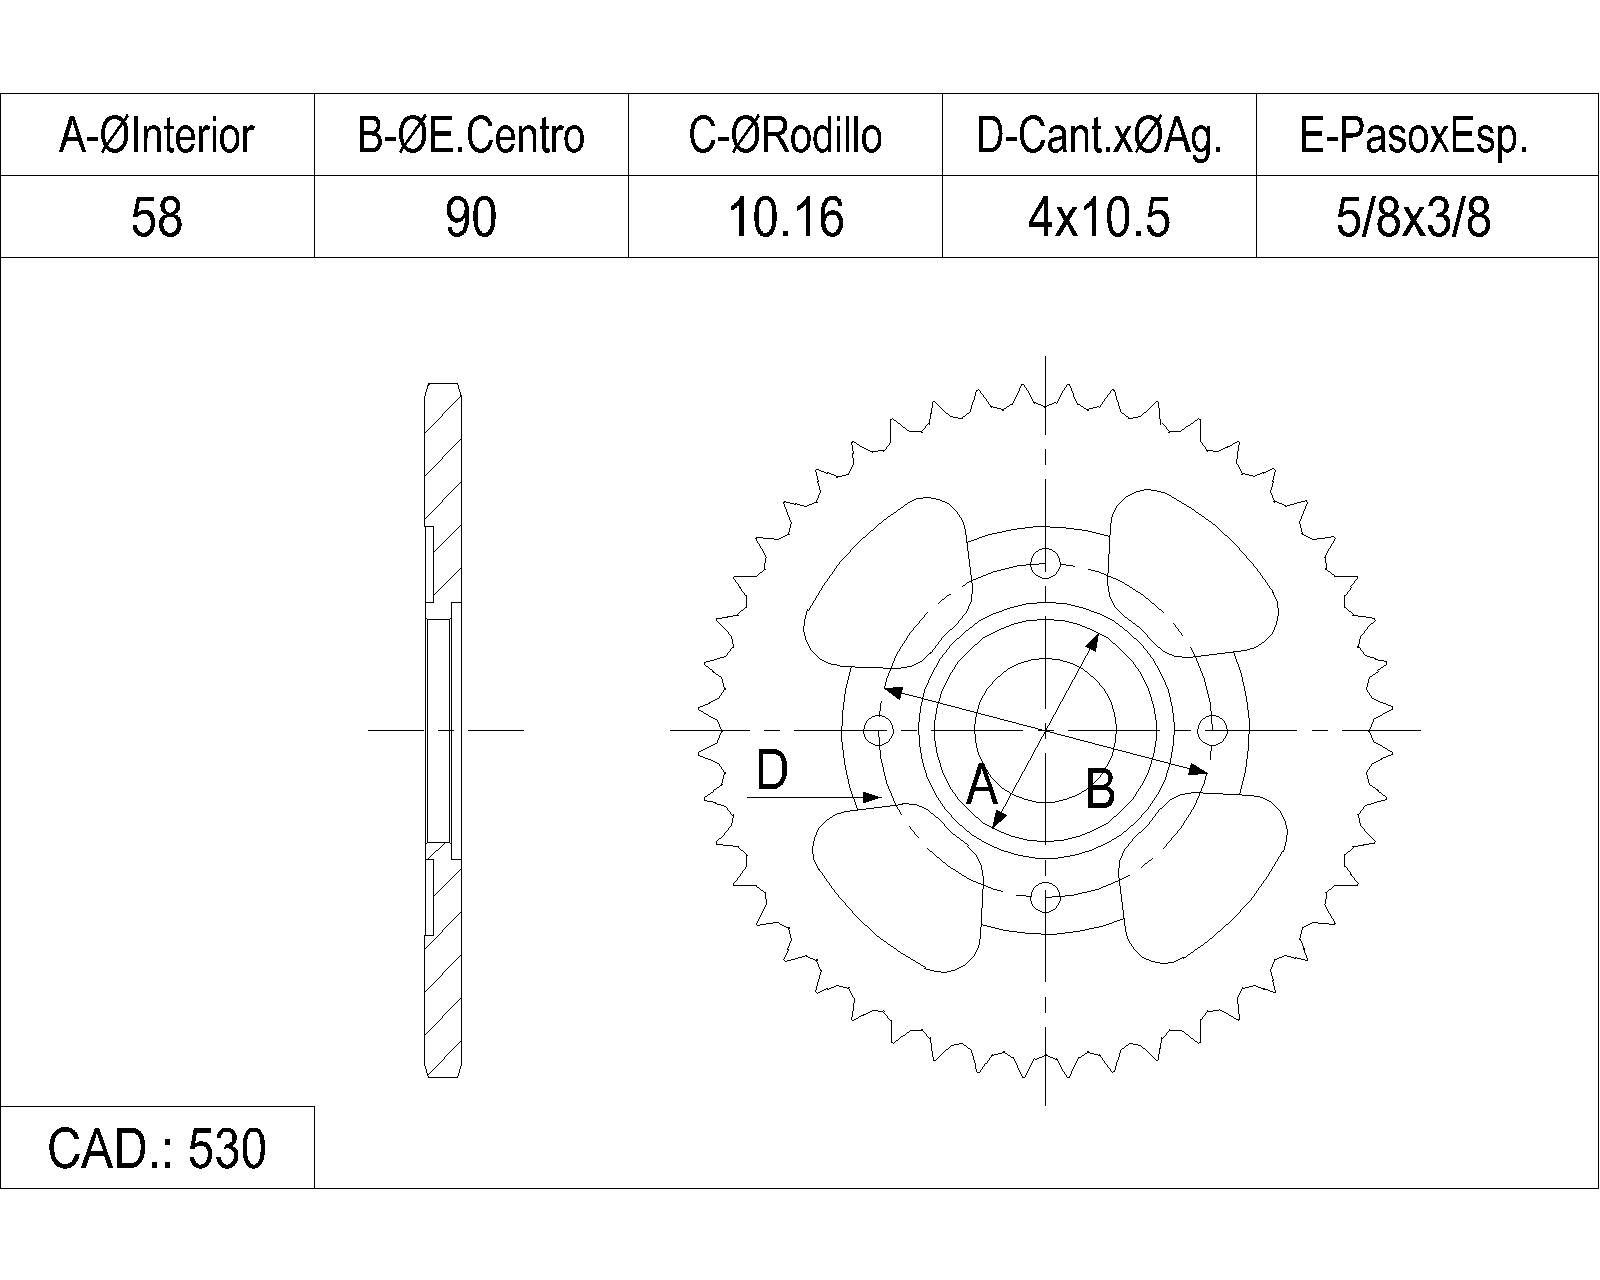 A-ØInterior B-ØE.Centro C-ØRodillo D-Cant.xØAg. E-PasoxEsp.
58 90 10.16 4x10.5 5/8x3/8
D
A
B
CAD.: 530